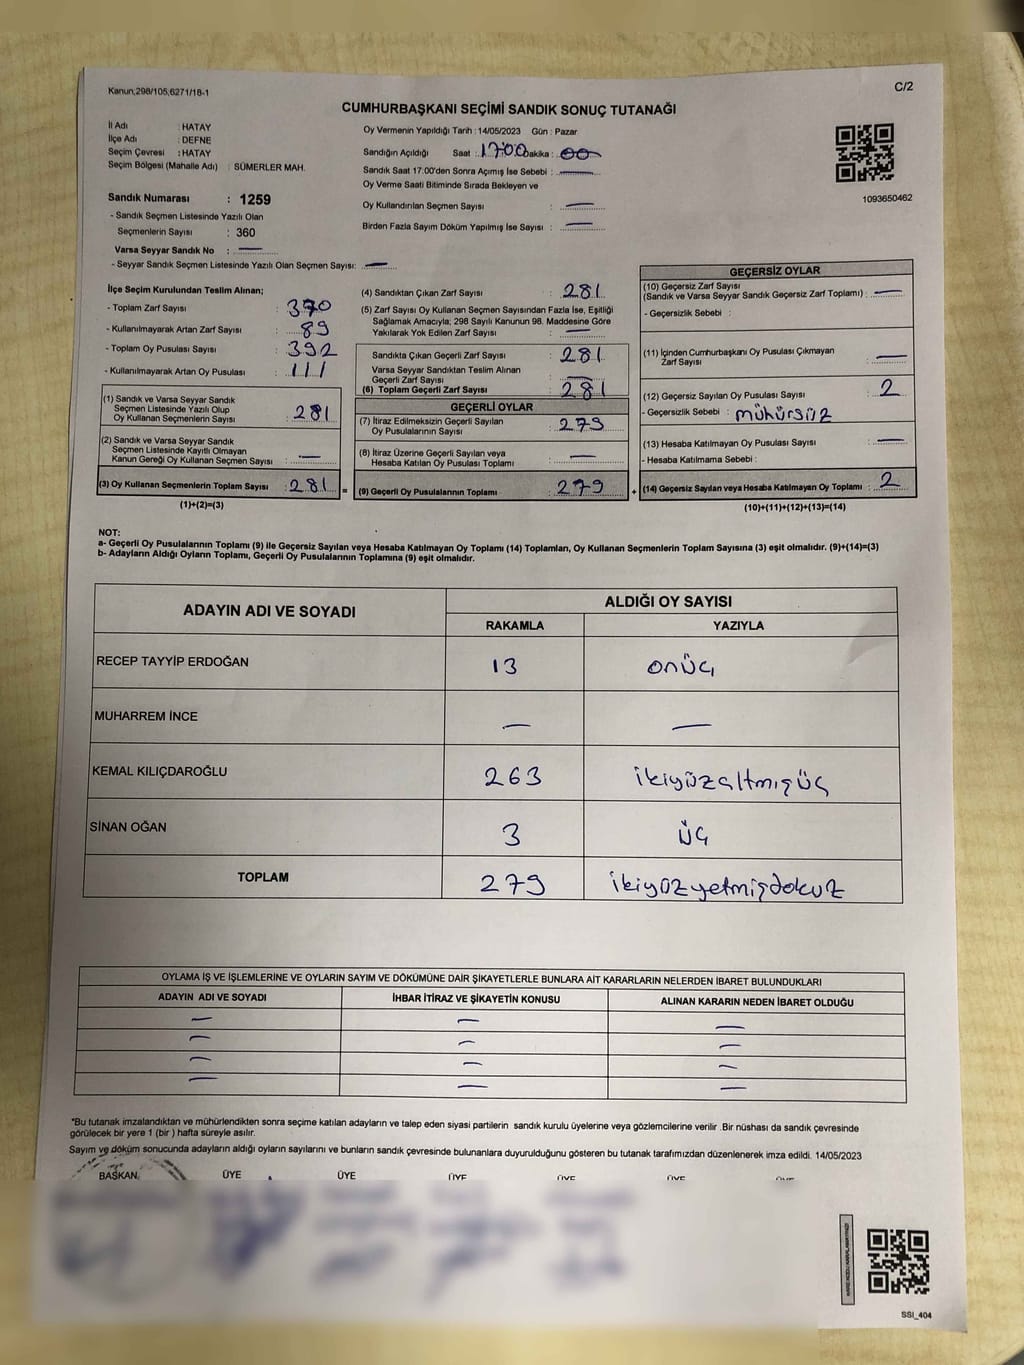 Kanun,298/105,6271/18-1
C/2
CUMHURBAŞKANI SEÇİMİ SANDIK SONUÇ TUTANAĞI
İl Adı : HATAY
İlçe Adı : DEFNE
Seçim Çevresi : HATAY
Seçim Bölgesi (Mahalle Adı) : SÜMERLER MAH.
Sandık Numarası : 1259
- Sandık Seçmen Listesinde Yazılı Olan
Seçmenlerin Sayısı : 360
Varsa Seyyar Sandık No : —
- Seyyar Sandık Seçmen Listesinde Yazılı Olan Seçmen Sayısı: —
Oy Vermenin Yapıldığı Tarih : 14/05/2023 Gün : Pazar
Sandığın Açıldığı Saat : 17:00 Dakika : 00
Sandık Saat 17.00'den Sonra Açımış İse Sebebi : —
Oy Verme Saati Bitiminde Sırada Bekleyen ve
Oy Kullandırılan Seçmen Sayısı : —
Birden Fazla Sayım Döküm Yapılmış İse Sayısı : —
1093650462
İlçe Seçim Kurulundan Teslim Alınan;
- Toplam Zarf Sayısı : 370
- Kullanılmayarak Artan Zarf Sayısı : 89
- Toplam Oy Pusulası Sayısı : 392
- Kullanılmayarak Artan Oy Pusulası : 111
(1) Sandık ve Varsa Seyyar Sandık
Seçmen Listesinde Yazılı Olup
Oy Kullanan Seçmenlerin Sayısı : 281
(2) Sandık ve Varsa Seyyar Sandık
Seçmen Listesinde Kayıtlı Olmayan
Kanun Gereği Oy Kullanan Seçmen Sayısı : —
(3) Oy Kullanan Seçmenlerin Toplam Sayısı : 281
(1)+(2)=(3)
(4) Sandıktan Çıkan Zarf Sayısı : 281
(5) Zarf Sayısı Oy Kullanan Seçmen Sayısından Fazla İse, Eşitliği
Sağlamak Amacıyla; 298 Sayılı Kanunun 98. Maddesine Göre
Yakılarak Yok Edilen Zarf Sayısı : —
Sandıkta Çıkan Geçerli Zarf Sayısı : 281
Varsa Seyyar Sandıktan Teslim Alınan
Geçerli Zarf Sayısı : —
(6) Toplam Geçerli Zarf Sayısı : 281
GEÇERLİ OYLAR
(7) İtiraz Edilmeksizin Geçerli Sayılan
Oy Pusulalarının Sayısı : 279
(8) İtiraz Üzerine Geçerli Sayılan veya
Hesaba Katılan Oy Pusulası Toplamı : —
= (9) Geçerli Oy Pusulalarının Toplamı : 279 +
GEÇERSİZ OYLAR
(10) Geçersiz Zarf Sayısı
(Sandık ve Varsa Seyyar Sandık Geçersiz Zarf Toplamı) : —
- Geçersizlik Sebebi :
(11) İçinden Cumhurbaşkanı Oy Pusulası Çıkmayan
Zarf Sayısı : —
(12) Geçersiz Sayılan Oy Pusulası Sayısı : 2
- Geçersizlik Sebebi : mühürsüz
(13) Hesaba Katılmayan Oy Pusulası Sayısı : —
- Hesaba Katılmama Sebebi :
(14) Geçersiz Sayılan veya Hesaba Katılmayan Oy Toplamı : 2
(10)+(11)+(12)+(13)=(14)
NOT:
a- Geçerli Oy Pusulalarının Toplamı (9) ile Geçersiz Sayılan veya Hesaba Katılmayan Oy Toplamı (14) Toplamları, Oy Kullanan Seçmenlerin Toplam Sayısına (3) eşit olmalıdır. (9)+(14)=(3)
b- Adayların Aldığı Oyların Toplamı, Geçerli Oy Pusulalarının Toplamına (9) eşit olmalıdır.
ADAYIN ADI VE SOYADI ALDIĞI OY SAYISI
RAKAMLA YAZIYLA
RECEP TAYYİP ERDOĞAN 13 onüç
MUHARREM İNCE — —
KEMAL KILIÇDAROĞLU 263 ikiyüzaltmışüç
SİNAN OĞAN 3 üç
TOPLAM 279 ikiyüzyetmişdokuz
OYLAMA İŞ VE İŞLEMLERİNE VE OYLARIN SAYIM VE DÖKÜMÜNE DAİR ŞİKAYETLERLE BUNLARA AİT KARARLARIN NELERDEN İBARET BULUNDUKLARI
ADAYIN ADI VE SOYADI İHBAR İTİRAZ VE ŞİKAYETİN KONUSU ALINAN KARARIN NEDEN İBARET OLDUĞU
— — —
— — —
— — —
— — —
*Bu tutanak imzalandıktan ve mühürlendikten sonra seçime katılan adayların ve talep eden siyasi partilerin sandık kurulu üyelerine veya gözlemcilerine verilir .Bir nüshası da sandık çevresinde
görülecek bir yere 1 (bir ) hafta süreyle asılır.
Sayım ve döküm sonucunda adayların aldığı oyların sayılarını ve bunların sandık çevresinde bulunanlara duyurulduğunu gösteren bu tutanak tarafımızdan düzenlenerek imza edildi. 14/05/2023
BAŞKAN ÜYE ÜYE ÜYE ÜYE ÜYE ÜYE
SSI_404